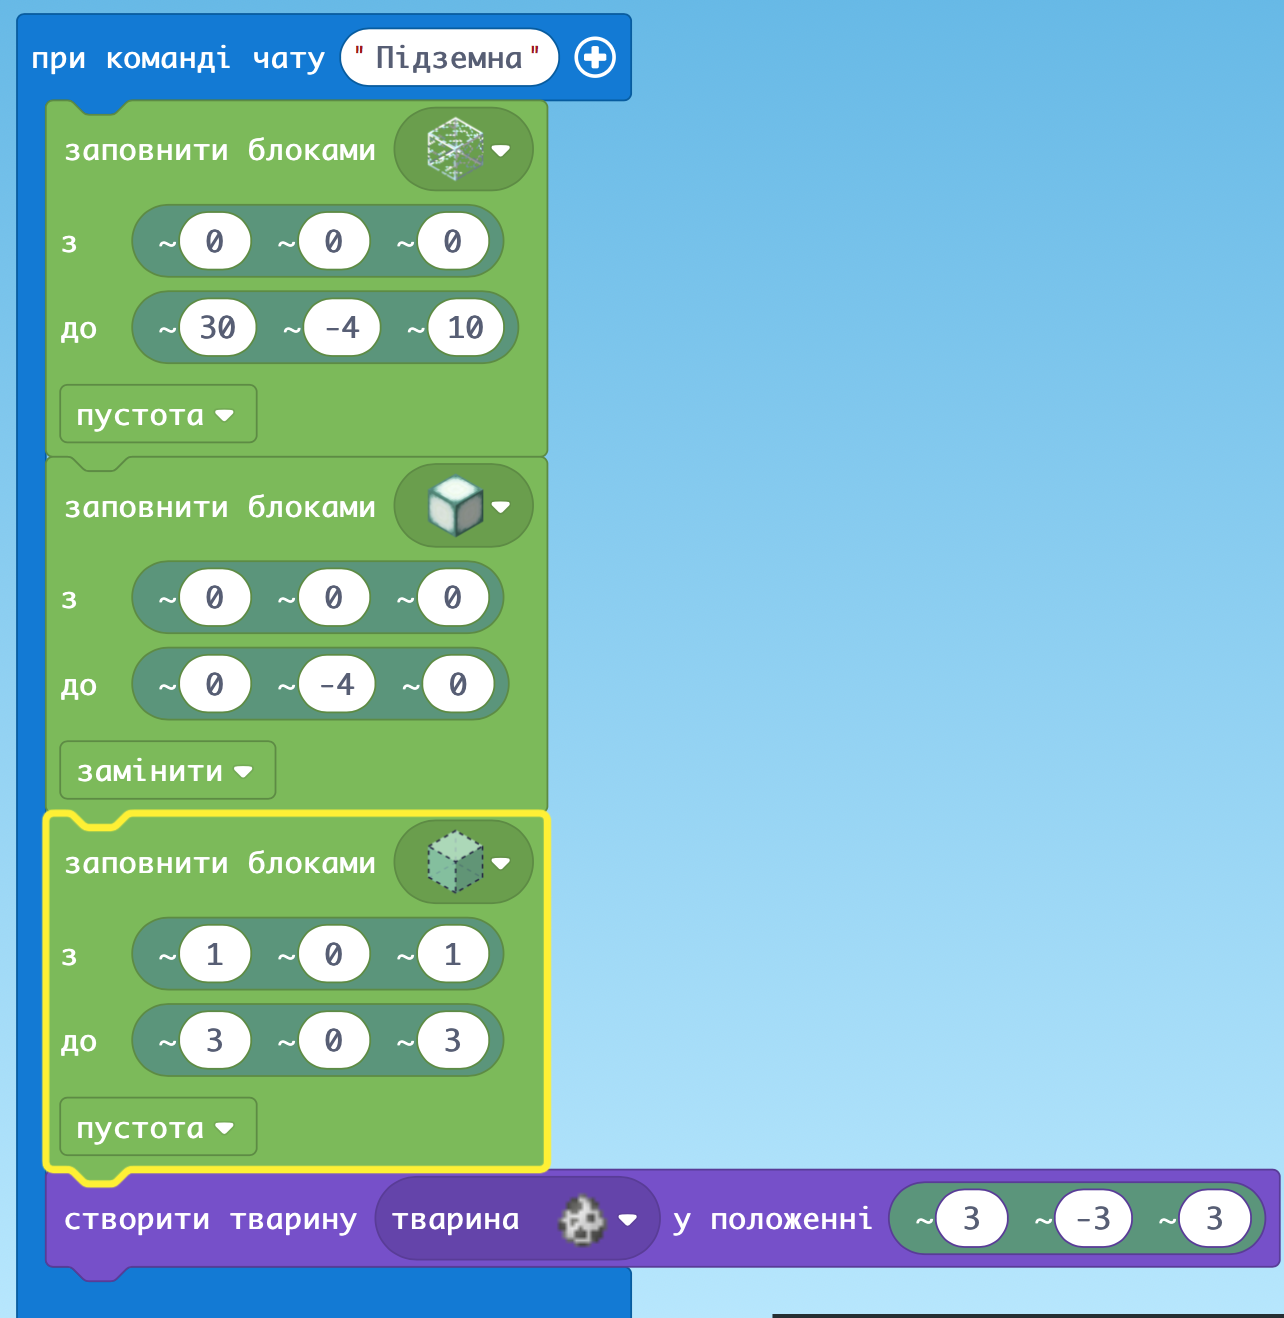 при команді чату "Підземна"
заповнити блоками
з ~0 ~0 ~0
до ~30 ~-4 ~10
пустота
заповнити блоками
з ~0 ~0 ~0
до ~0 ~-4 ~0
замінити
заповнити блоками
з ~1 ~0 ~1
до ~3 ~0 ~3
пустота
створити тварину тварина у положенні ~3 ~-3 ~3